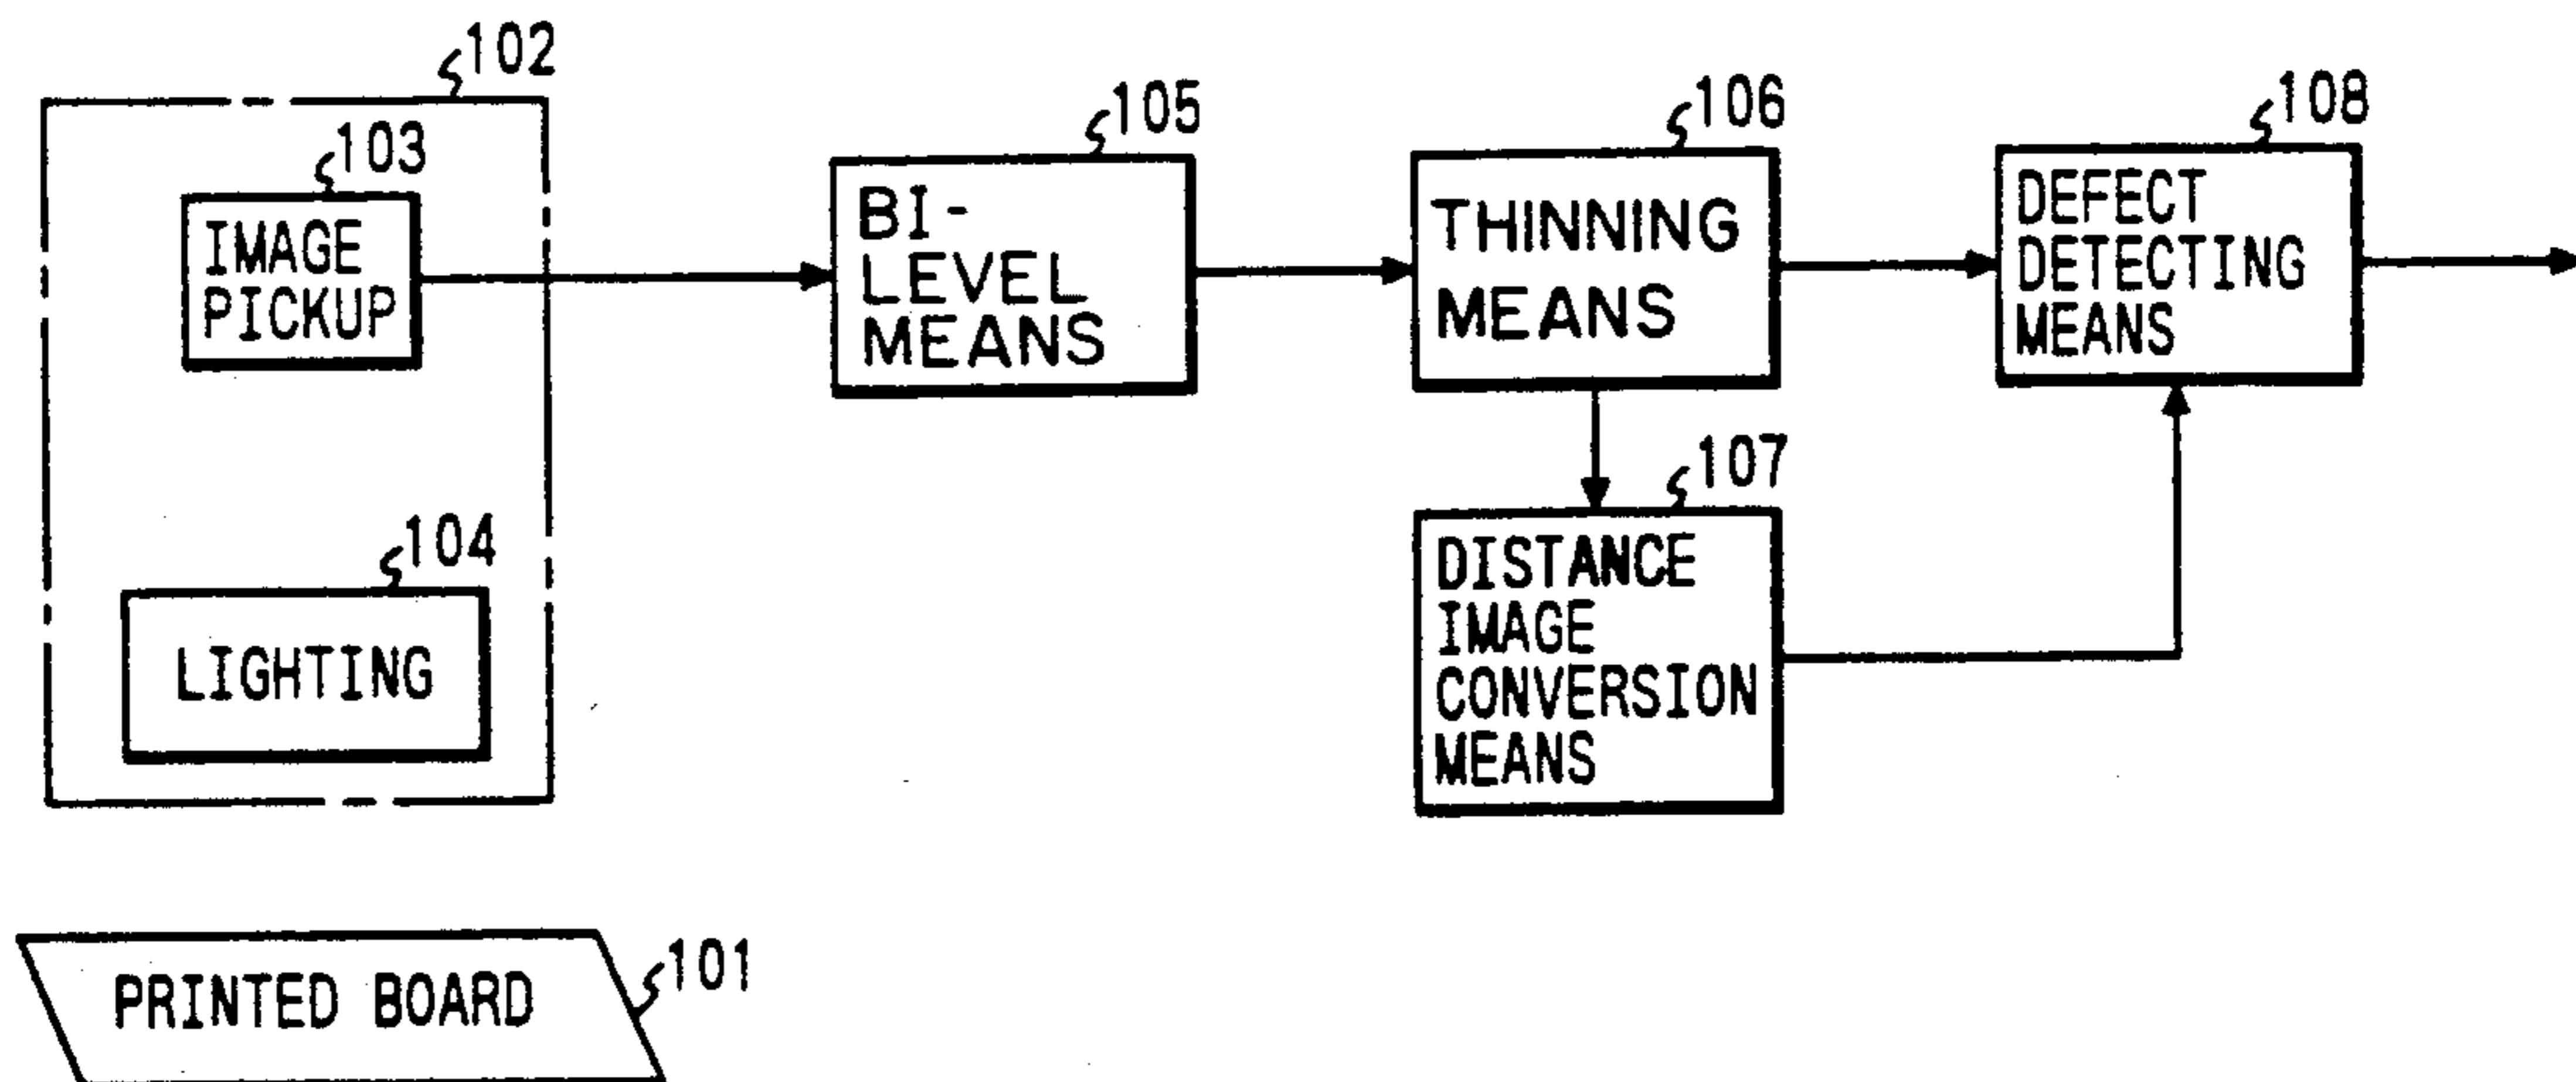 102
103
IMAGE
PICKUP
104
LIGHTING
PRINTED BOARD
101
105
BI-
LEVEL
MEANS
106
THINNING
MEANS
107
DISTANCE
IMAGE
CONVERSION
MEANS
108
DEFECT
DETECTING
MEANS